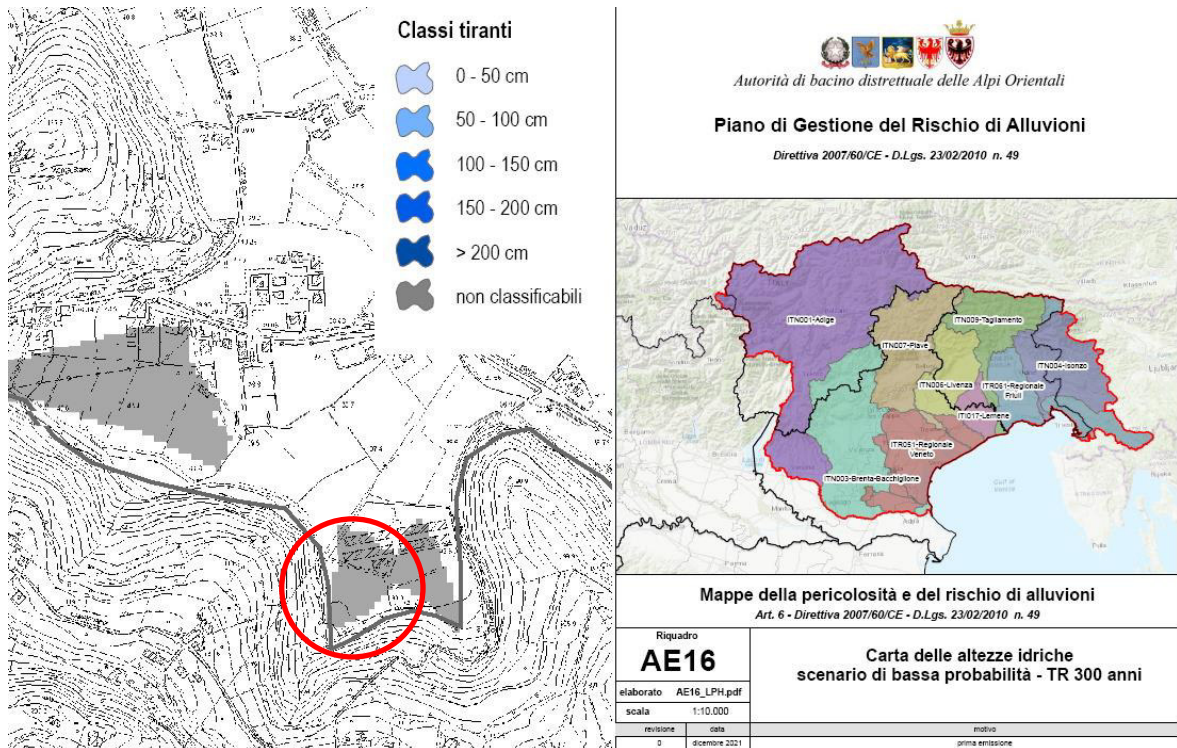 Classi tiranti
0 - 50 cm
50 - 100 cm
100 - 150 cm
150 - 200 cm
> 200 cm
non classificabili
Autorità di bacino distrettuale delle Alpi Orientali
Piano di Gestione del Rischio di Alluvioni
Direttiva 2007/60/CE - D.Lgs. 23/02/2010 n. 49
ITN001-Adige
ITN009-Tagliamento
ITN007-Piave
ITN004-Isonzo
ITN006-Livenza
ITR061-Regionale
Friuli
ITI017-Lemene
ITR051-Regionale
Veneto
ITN003-Brenta-Bacchiglione
Mappe della pericolosità e del rischio di alluvioni
Art. 6 - Direttiva 2007/60/CE - D.Lgs. 23/02/2010 n. 49
Riquadro
AE16
elaborato AE16_LPH.pdf
scala 1:10.000
Carta delle altezze idriche
scenario di bassa probabilità - TR 300 anni
revisione data motivo
0 dicembre 2021 prima emissione